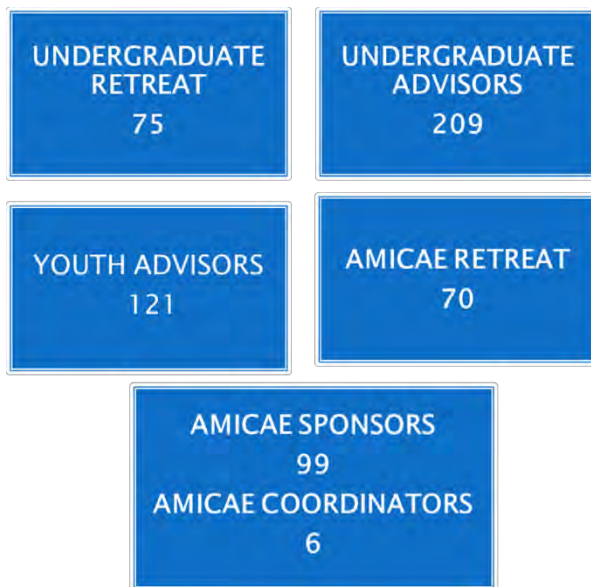 UNDERGRADUATE
RETREAT
75
UNDERGRADUATE
ADVISORS
209
YOUTH ADVISORS
121
AMICAE RETREAT
70
AMICAE SPONSORS
99
AMICAE COORDINATORS
6